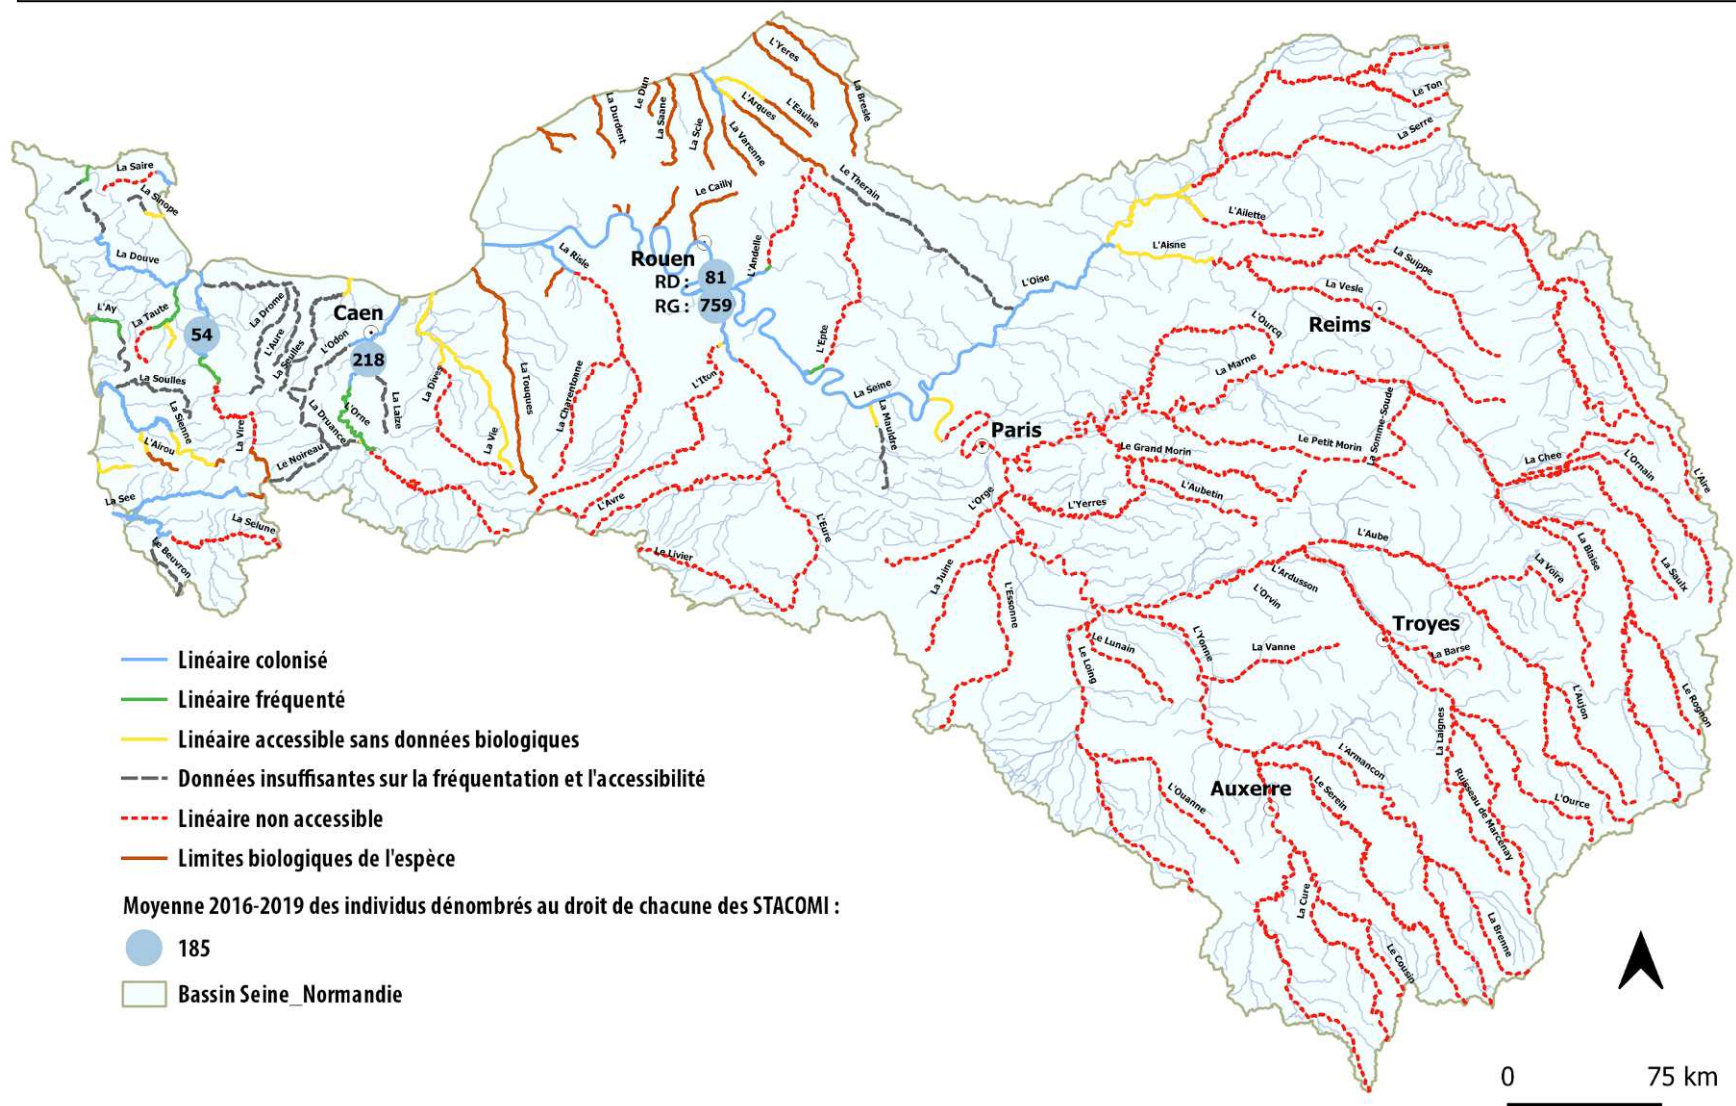 L'Yeres
La Bresle
Le Dun
La Durdent
La Saane
La Scie
L'Arques
L'Eaulne
La Varenne
Le Ton
La Serre
La Saire
La Sinope
Le Cailly
Le Therain
L'Ailette
L'Aisne
La Suippe
La Vesle
L'Oise
La Douve
La Risle
L'Andelle
Rouen
RD :
81
RG :
759
L'Ay
La Taute
54
La Drome
L'Aure
La Seulles
L'Odon
Caen
218
L'Epte
L'Ourcq
Reims
La Marne
La Soulles
La Sienne
L'Airou
La Vire
La Druance
L'Orne
La Laize
Le Noireau
La Dives
La Vie
La Touques
La Charentonne
L'Iton
La Seine
La Mauldre
Paris
Le Grand Morin
Le Petit Morin
La Somme-Soude
La Chee
L'Ornain
L'Aire
La See
La Selune
Le Beuvron
L'Avre
L'Eure
Le Livier
L'Orge
L'Yerres
L'Aubetin
La Juine
L'Essonne
L'Aube
L'Ardusson
L'Orvin
La Voire
La Blaise
La Saulx
Troyes
La Barse
Le Lunain
Le Loing
L'Yonne
La Vanne
La Laignes
L'Aujon
Le Rognon
L'Armancon
Auxerre
L'Ouanne
Le Serein
Ruisseau de Marcenay
L'Ource
La Cure
Le Cousin
La Brenne
Linéaire colonisé
Linéaire fréquenté
Linéaire accessible sans données biologiques
Données insuffisantes sur la fréquentation et l'accessibilité
Linéaire non accessible
Limites biologiques de l'espèce
Moyenne 2016-2019 des individus dénombrés au droit de chacune des STACOMI :
185
Bassin Seine_Normandie
0 75 km